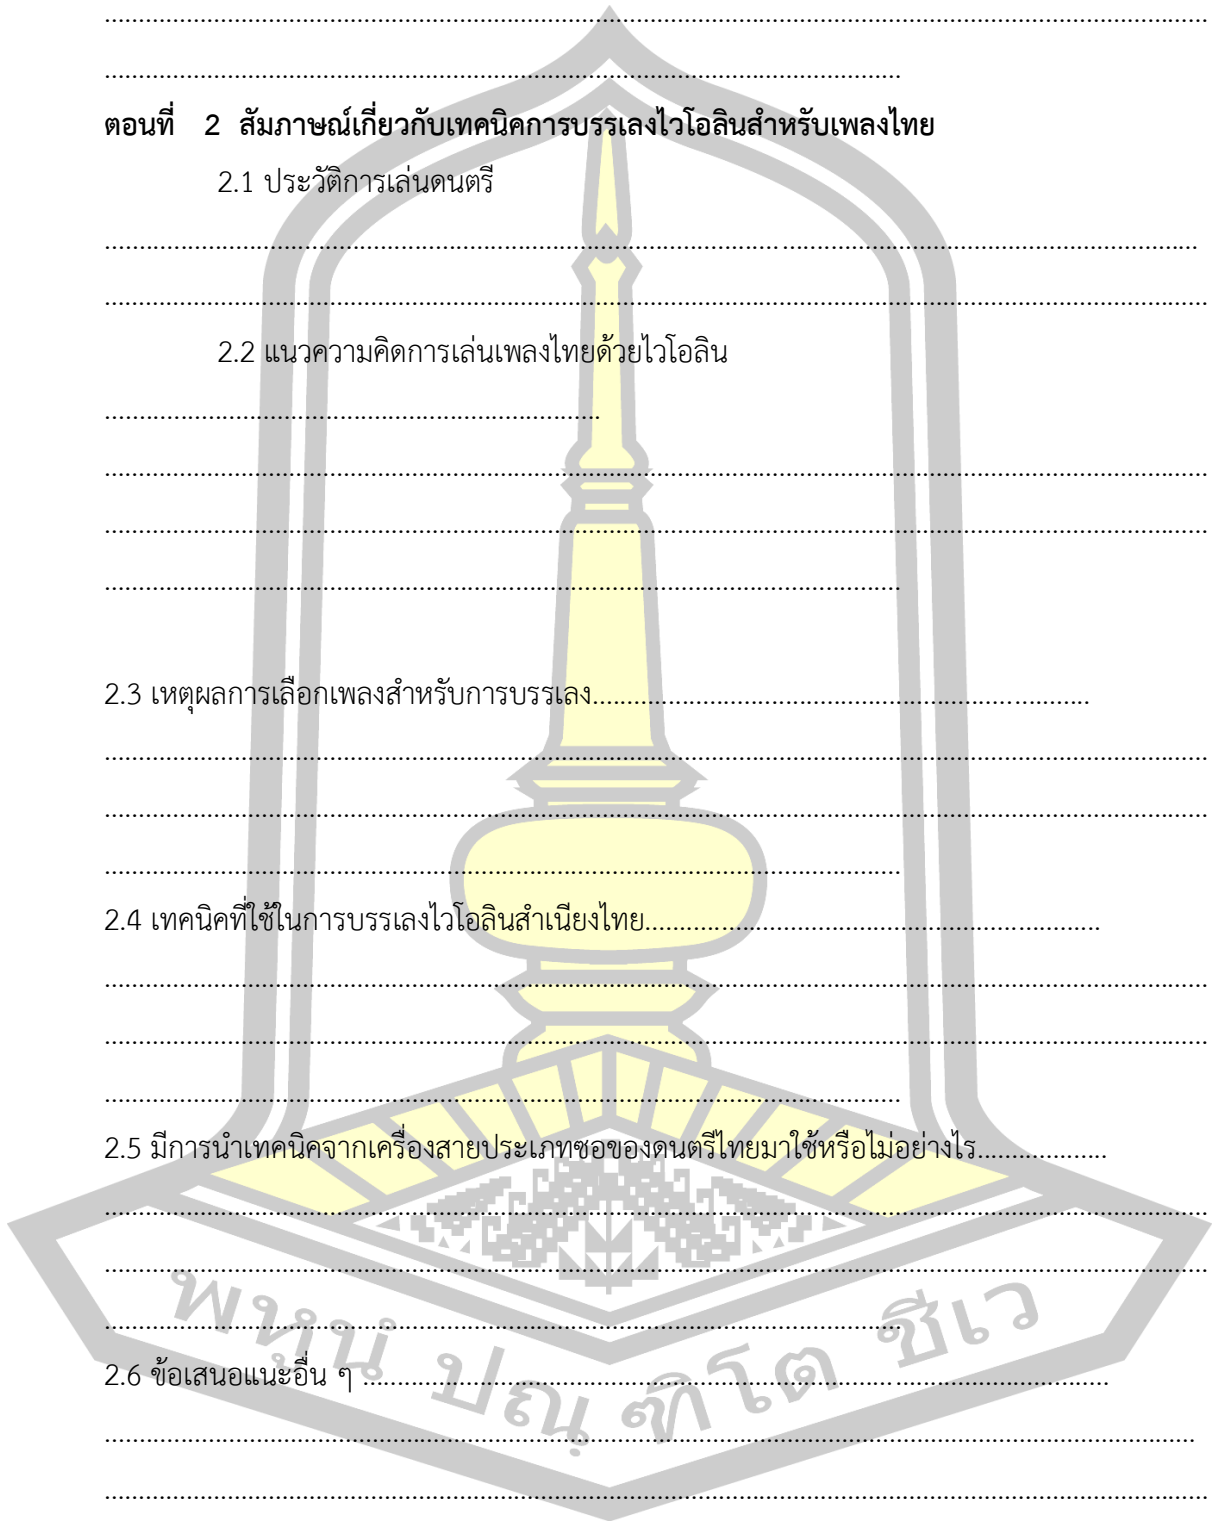 ................................................................................................................................................................
....................................................................................................................
ตอนที่ 2 สัมภาษณ์เกี่ยวกับเทคนิคการบรรเลงไวโอลินสำหรับเพลงไทย
2.1 ประวัติการเล่นดนตรี
.................................................................................................. ............................................................
................................................................................................................................................................
2.2 แนวความคิดการเล่นเพลงไทยด้วยไวโอลิน
........................................................................
................................................................................................................................................................
................................................................................................................................................................
....................................................................................................................
2.3 เหตุผลการเลือกเพลงสำหรับการบรรเลง........................................................................
................................................................................................................................................................
................................................................................................................................................................
....................................................................................................................
2.4 เทคนิคที่ใช้ในการบรรเลงไวโอลินสำเนียงไทย..................................................................
................................................................................................................................................................
................................................................................................................................................................
....................................................................................................................
2.5 มีการนำเทคนิคจากเครื่องสายประเภทซอของดนตรีไทยมาใช้หรือไม่อย่างไร...................
................................................................................................................................................................
................................................................................................................................................................
....................................................................................................................
2.6 ข้อเสนอแนะอื่น ๆ ............................................................................. ...............................
..............................................................................................................................................................
................................................................................................................................................................
พหูนํ ปณฺฑิโต ชีเว